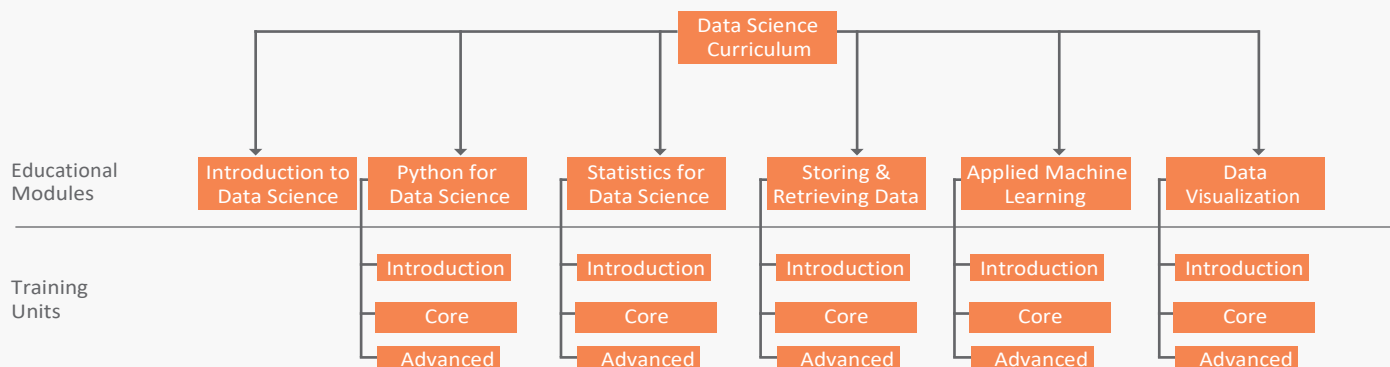 Data Science
Curriculum
Educational
Modules
Introduction to
Data Science
Python for
Data Science
Statistics for
Data Science
Storing &
Retrieving Data
Applied Machine
Learning
Data
Visualization
Training
Units
Introduction
Introduction
Introduction
Introduction
Introduction
Core
Core
Core
Core
Core
Advanced
Advanced
Advanced
Advanced
Advanced